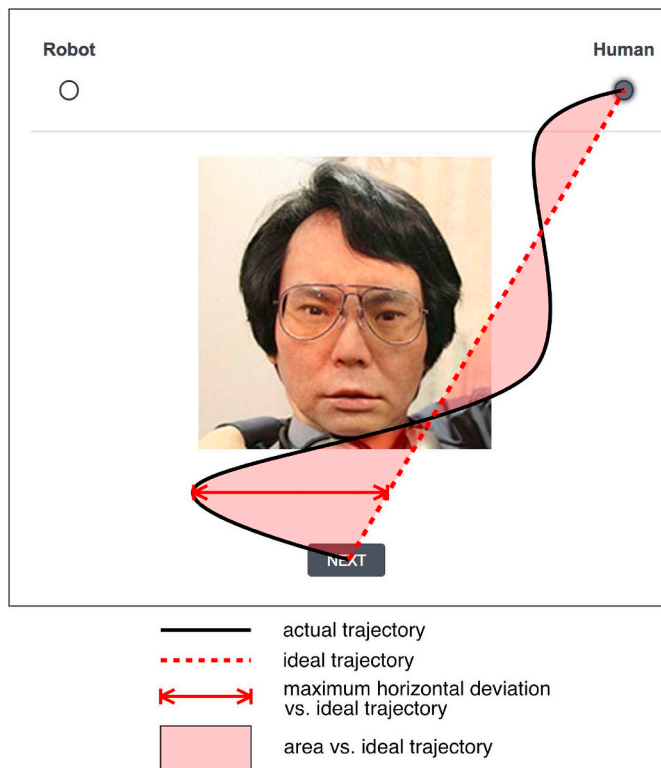 Robot Human
NEXT
actual trajectory
ideal trajectory
maximum horizontal deviation
vs. ideal trajectory
area vs. ideal trajectory